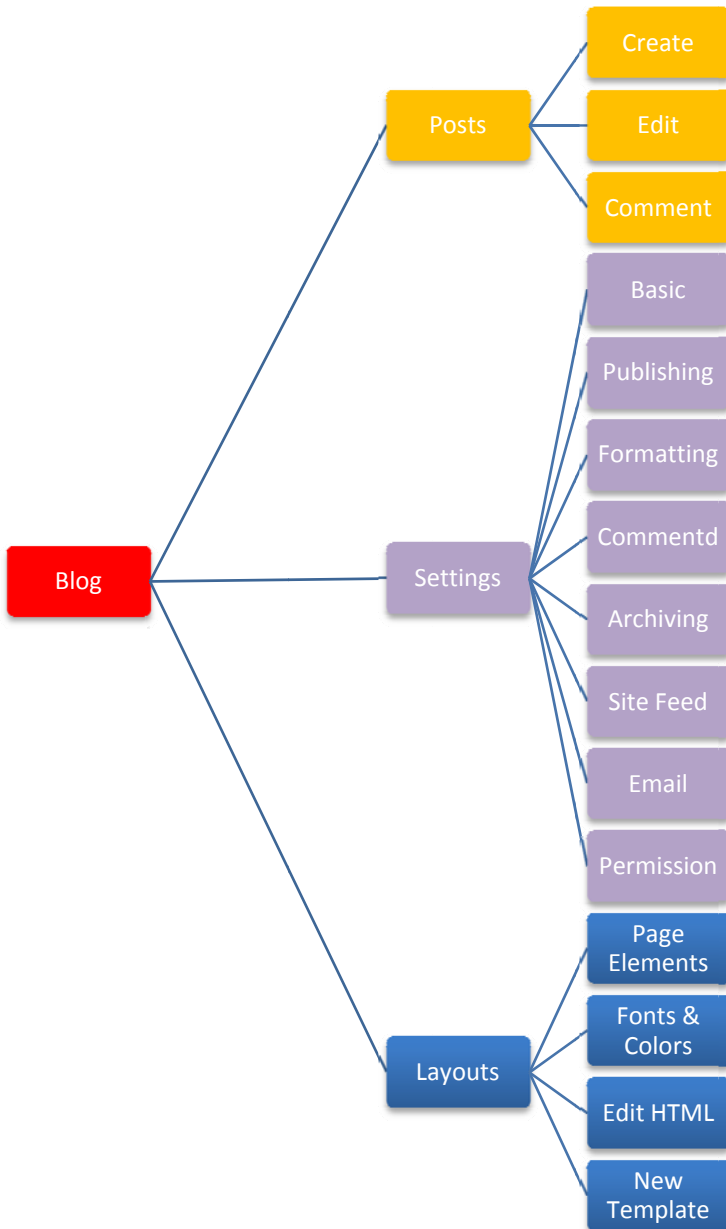 Blog
Posts
Create
Edit
Comment
Settings
Basic
Publishing
Formatting
Commentd
Archiving
Site Feed
Email
Permission
Layouts
Page
Elements
Fonts &
Colors
Edit HTML
New
Template